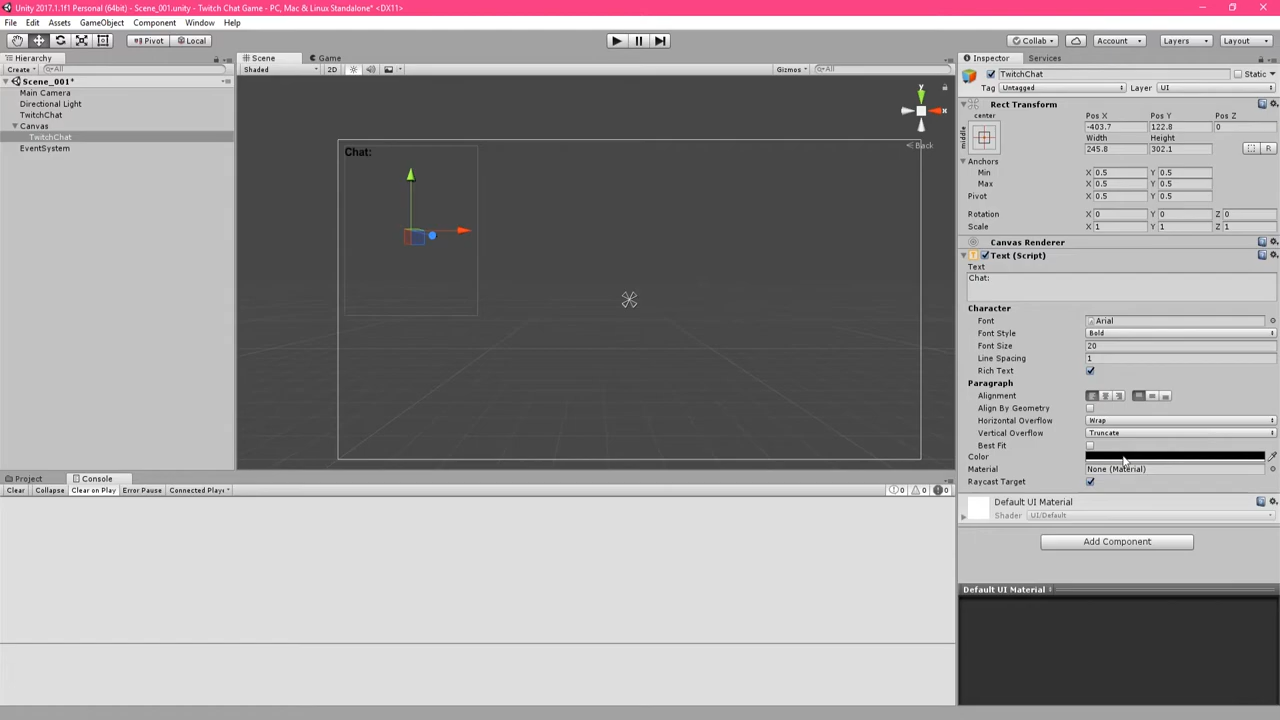 Unity 2017.1.1f1 Personal (64bit) - Scene_001.unity - Twitch Chat Game - PC, Mac & Linux Standalone* <DX11>
File Edit Assets GameObject Component Window Help
Pivot Local Collab Account Layers Layout
Hierarchy
Create All
Scene_001*
Main Camera
Directional Light
TwitchChat
Canvas
TwitchChat
EventSystem
Scene Game
Shaded 2D Gizmos All
Chat:
y
x
Back
Inspector Services
TwitchChat Static
Tag Untagged Layer UI
Rect Transform
center
middle
Pos X Pos Y Pos Z
-403.7 122.8 0
Width Height
245.8 302.1 R
Anchors
Min X 0.5 Y 0.5
Max X 0.5 Y 0.5
Pivot X 0.5 Y 0.5
Rotation X 0 Y 0 Z 0
Scale X 1 Y 1 Z 1
Canvas Renderer
Text (Script)
Text
Chat:
Character
Font Arial
Font Style Bold
Font Size 20
Line Spacing 1
Rich Text
Paragraph
Alignment
Align By Geometry
Horizontal Overflow Wrap
Vertical Overflow Truncate
Best Fit
Color
Material None (Material)
Raycast Target
Default UI Material
Shader UI/Default
Add Component
Default UI Material
Project Console
Clear Collapse Clear on Play Error Pause Connected Play 0 0 0